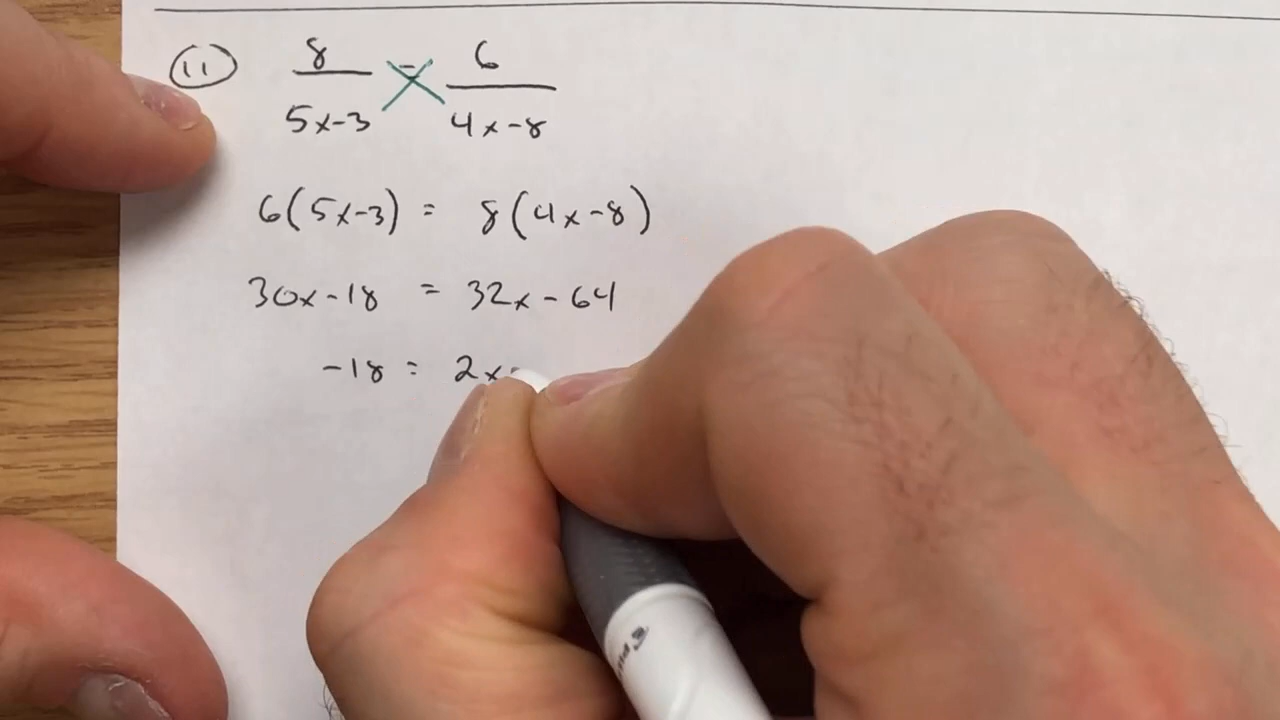 11 8/5x-3 = 6/4x-8
6(5x-3) = 8(4x-8)
30x-18 = 32x-64
-18 = 2x-